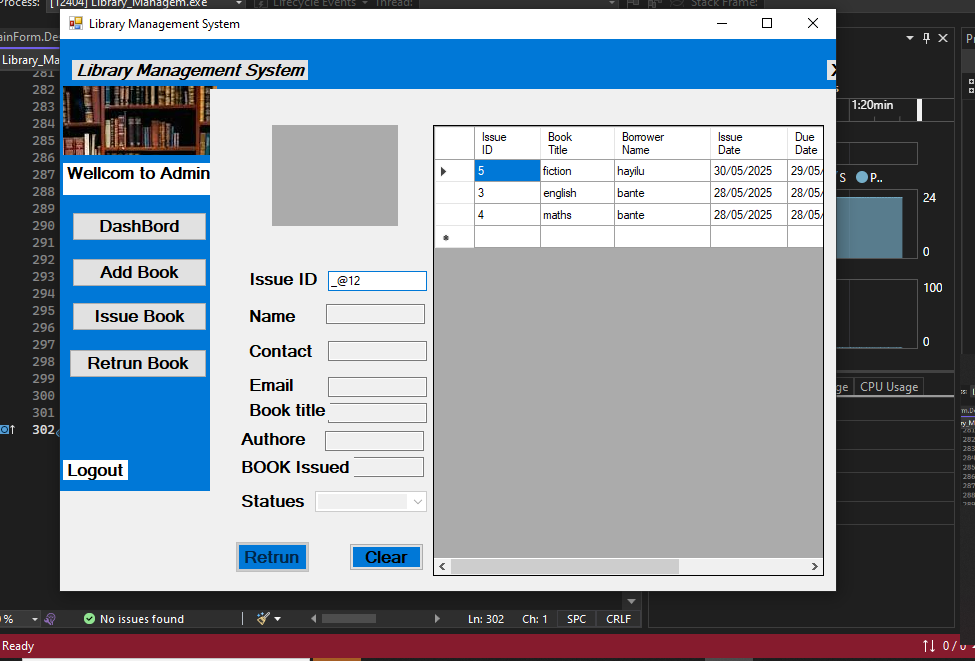 Process: [12404] Library_Managem.exe Lifecycle Events Thread: Stack Frame:
Library Management System
Library Management System
X
Library_Ma
Wellcom to Admin
DashBord
Add Book
Issue Book
Retrun Book
Logout
Issue ID _@12
Name
Contact
Email
Book title
Authore
BOOK Issued
Statues
Retrun Clear
Issue ID Book Title Borrower Name Issue Date Due Date
5 fiction hayilu 30/05/2025 29/05/
3 english bante 28/05/2025 28/05/
4 maths bante 28/05/2025 28/05/
281
282
283
284
285
286
287
288
289
290
291
292
293
294
295
296
297
298
299
300
301
302
1:20min
S P..
24
0
100
0
ge CPU Usage
% No issues found Ln: 302 Ch: 1 SPC CRLF
Ready 0 / 0